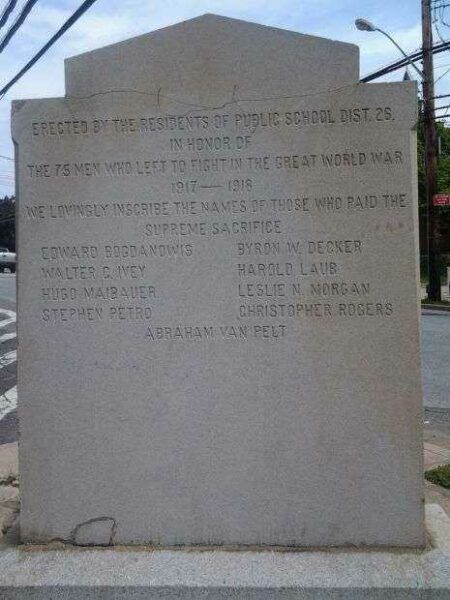 ERECTED BY THE RESIDENTS OF PUBLIC SCHOOL DIST. 26,
IN HONOR OF
THE 75 MEN WHO LEFT TO FIGHT IN THE GREAT WORLD WAR
1917 — 1918
WE LOVINGLY INSCRIBE THE NAMES OF THOSE WHO PAID THE
SUPREME SACRIFICE
EDWARD BOGDANOWIS BYRON W. DECKER
WALTER C. IVEY HAROLD LAUB
HUGO MAIBAUER LESLIE N. MORGAN
STEPHEN PETRO CHRISTOPHER ROGERS
ABRAHAM VAN PELT